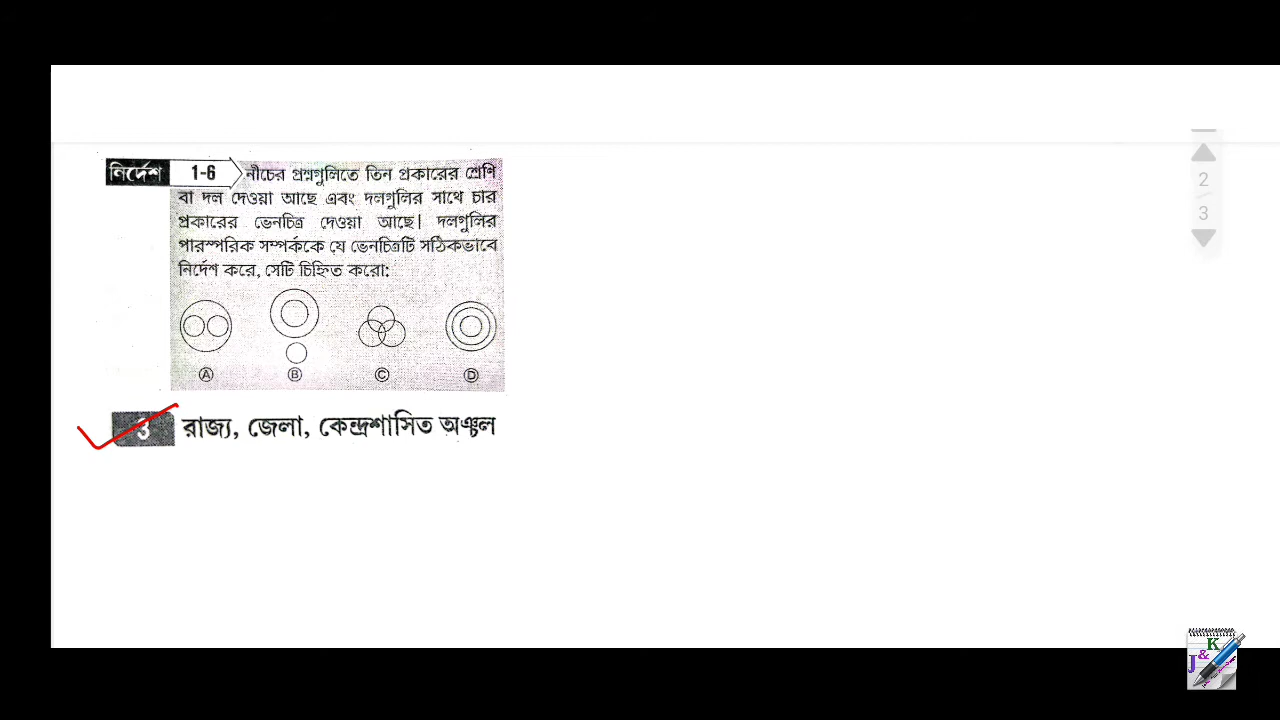 নির্দেশ 1-6 নীচের প্রশ্নগুলিতে তিন প্রকারের শ্রেণি
বা দল দেওয়া আছে এবং দলগুলির সাথে চার
প্রকারের ভেনচিত্র দেওয়া আছে। দলগুলির
পারস্পরিক সম্পর্ককে যে ভেনচিত্রটি সঠিকভাবে
নির্দেশ করে, সেটি চিহ্নিত করো:
A B C D
3 রাজ্য, জেলা, কেন্দ্রশাসিত অঞ্চল
2
3
J&K